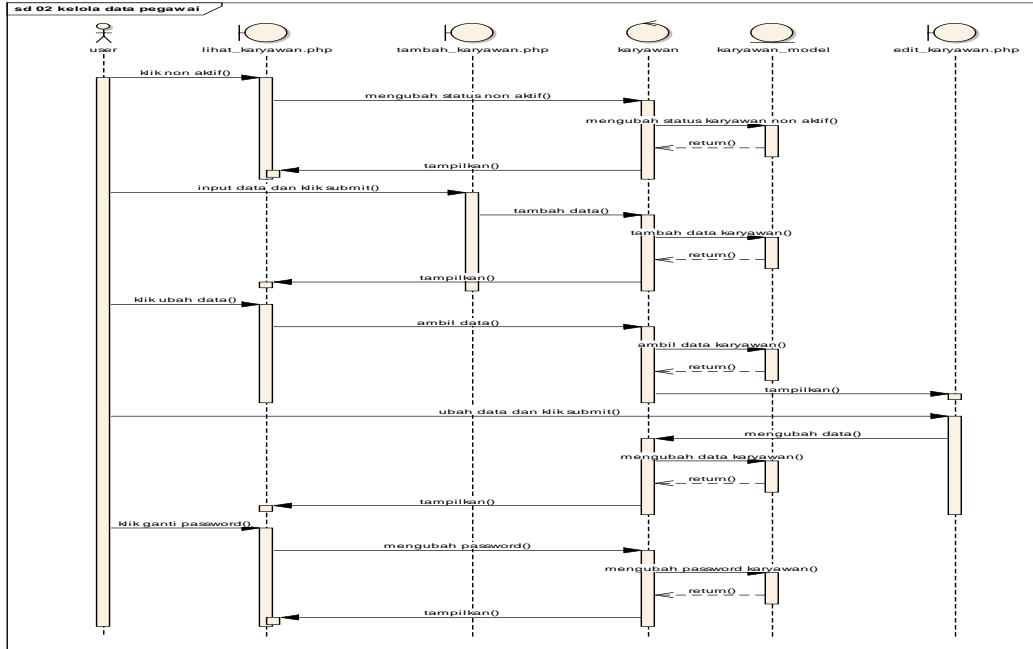 sd 02 kelola data pegawai
user
lihat_karyawan.php
tambah_karyawan.php
karyawan
karyawan_model
edit_karyawan.php
klik non aktif()
mengubah status non aktif()
mengubah status karyawan non aktif()
return()
tampilkan()
input data dan klik submit()
tambah data()
tambah data karyawan()
return()
tampilkan()
klik ubah data()
ambil data()
ambil data karyawan()
return()
tampilkan()
ubah data dan klik submit()
mengubah data()
mengubah data karyawan()
return()
tampilkan()
klik ganti password()
mengubah password()
mengubah password karyawan()
return()
tampilkan()